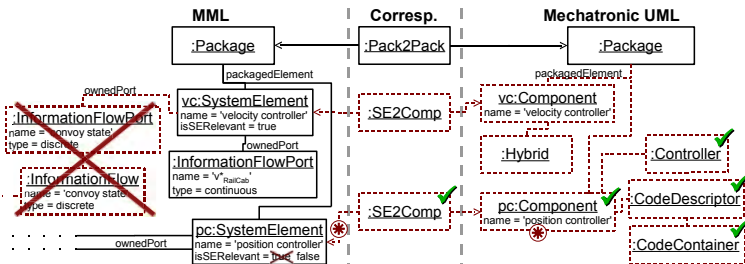 MML
Corresp.
Mechatronic UML
:Package
:Pack2Pack
:Package
packagedElement
packagedElement
ownedPort
vc:SystemElement
name = 'velocity controller'
isSERelevant = true
:SE2Comp
vc:Component
name = 'velocity controller'
:InformationFlowPort
name = 'convoy state'
type = discrete
ownedPort
:InformationFlowPort
name = 'v*RailCab'
type = continuous
:Hybrid
:Controller
:InformationFlow
name = 'convoy state'
type = discrete
:SE2Comp
pc:Component
name = 'position controller'
:CodeDescriptor
pc:SystemElement
name = 'position controller'
isSERelevant = true false
ownedPort
:CodeContainer